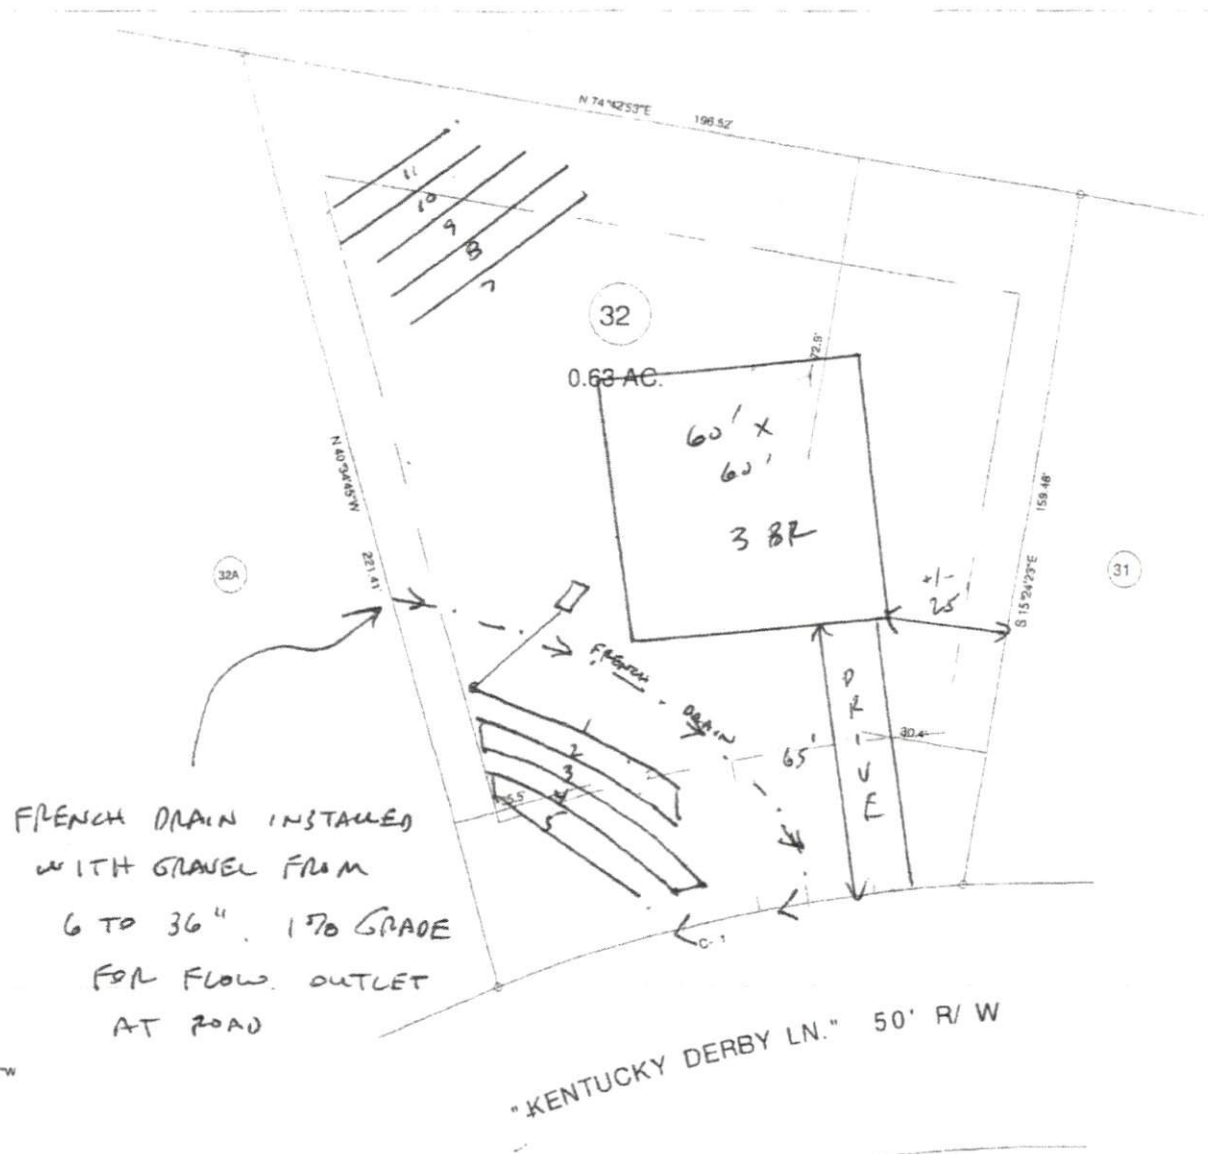 N 74°42'53"E 196.52'
11
10
9
8
7
32
0.63 AC.
72.9'
60' X
60'
3 BR
N 40°34'45"W
221.41'
159.48'
S 15°24'23"E
32A
31
+/-
25'
FRENCH
DRAIN
DRIVE
1
2
3
4
5
35.5'
65'
30.4'
FRENCH DRAIN INSTALLED
WITH GRAVEL FROM
6 TO 36". 1% GRADE
FOR FLOW. OUTLET
AT ROAD
C-1
"KENTUCKY DERBY LN." 50' R/W